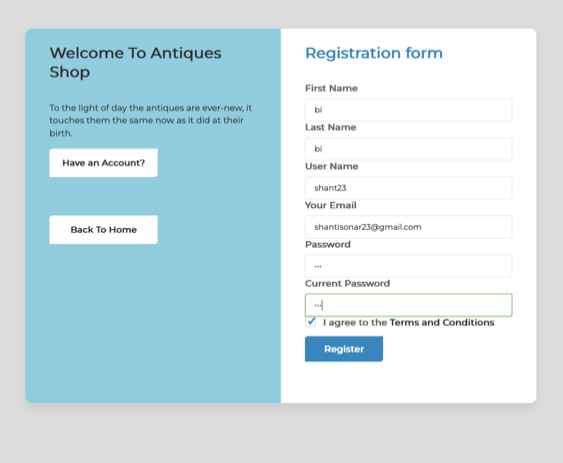 Welcome To Antiques
Shop
To the light of day the antiques are ever-new, it
touches them the same now as it did at their
birth.
Have an Account?
Back To Home
Registration form
First Name
bi
Last Name
bi
User Name
shant23
Your Email
shantisonar23@gmail.com
Password
•••
Current Password
•••
I agree to the Terms and Conditions
Register